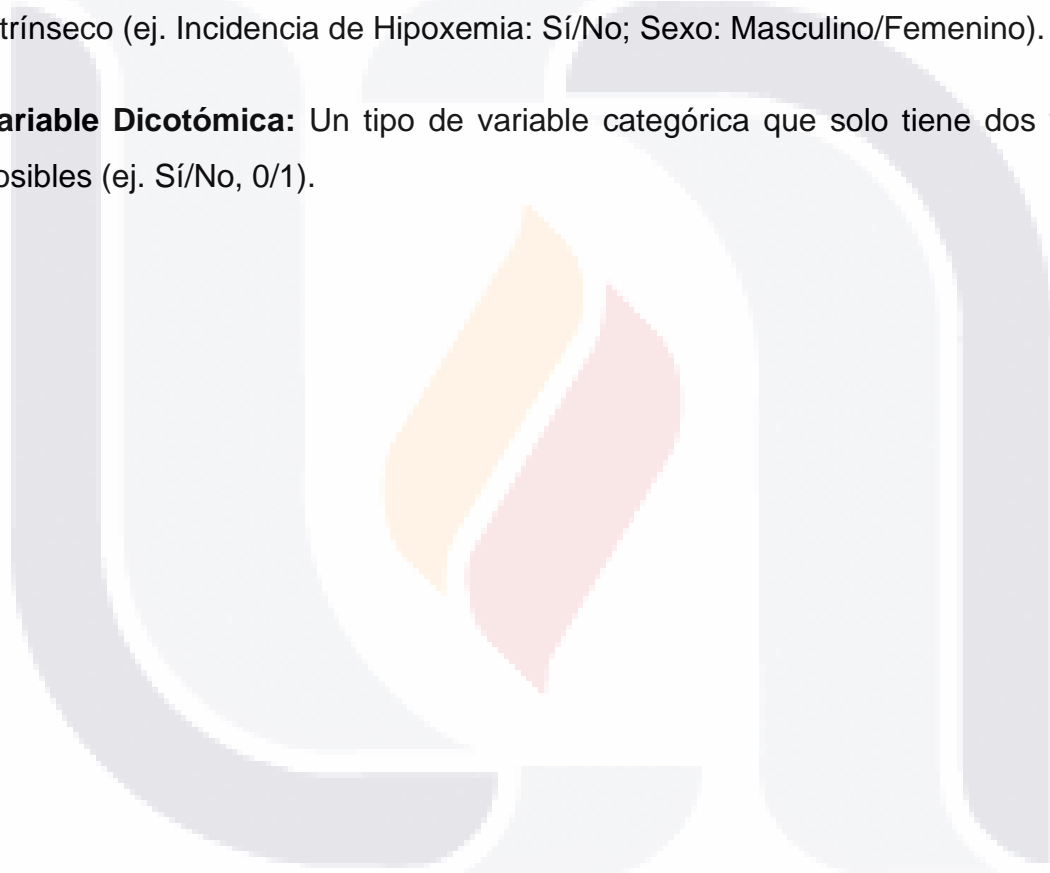 trínseco (ej. Incidencia de Hipoxemia: Sí/No; Sexo: Masculino/Femenino).
ariable Dicotómica: Un tipo de variable categórica que solo tiene dos
osibles (ej. Sí/No, 0/1).